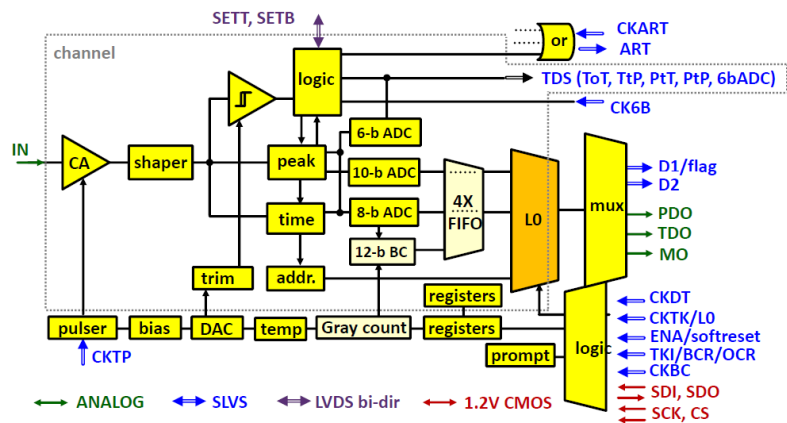 SETT, SETB
channel
or
CKART
ART
logic
TDS (ToT, TtP, PtT, PtP, 6bADC)
CK6B
6-b ADC
IN
CA
shaper
peak
10-b ADC
D1/flag
D2
4X
FIFO
L0
mux
PDO
TDO
MO
time
8-b ADC
12-b BC
trim
addr.
registers
CKDT
pulser
bias
DAC
temp
Gray count
registers
CKTK/L0
logic
ENA/softreset
CKTP
prompt
TKI/BCR/OCR
CKBC
SDI, SDO
ANALOG
SLVS
LVDS bi-dir
1.2V CMOS
SCK, CS